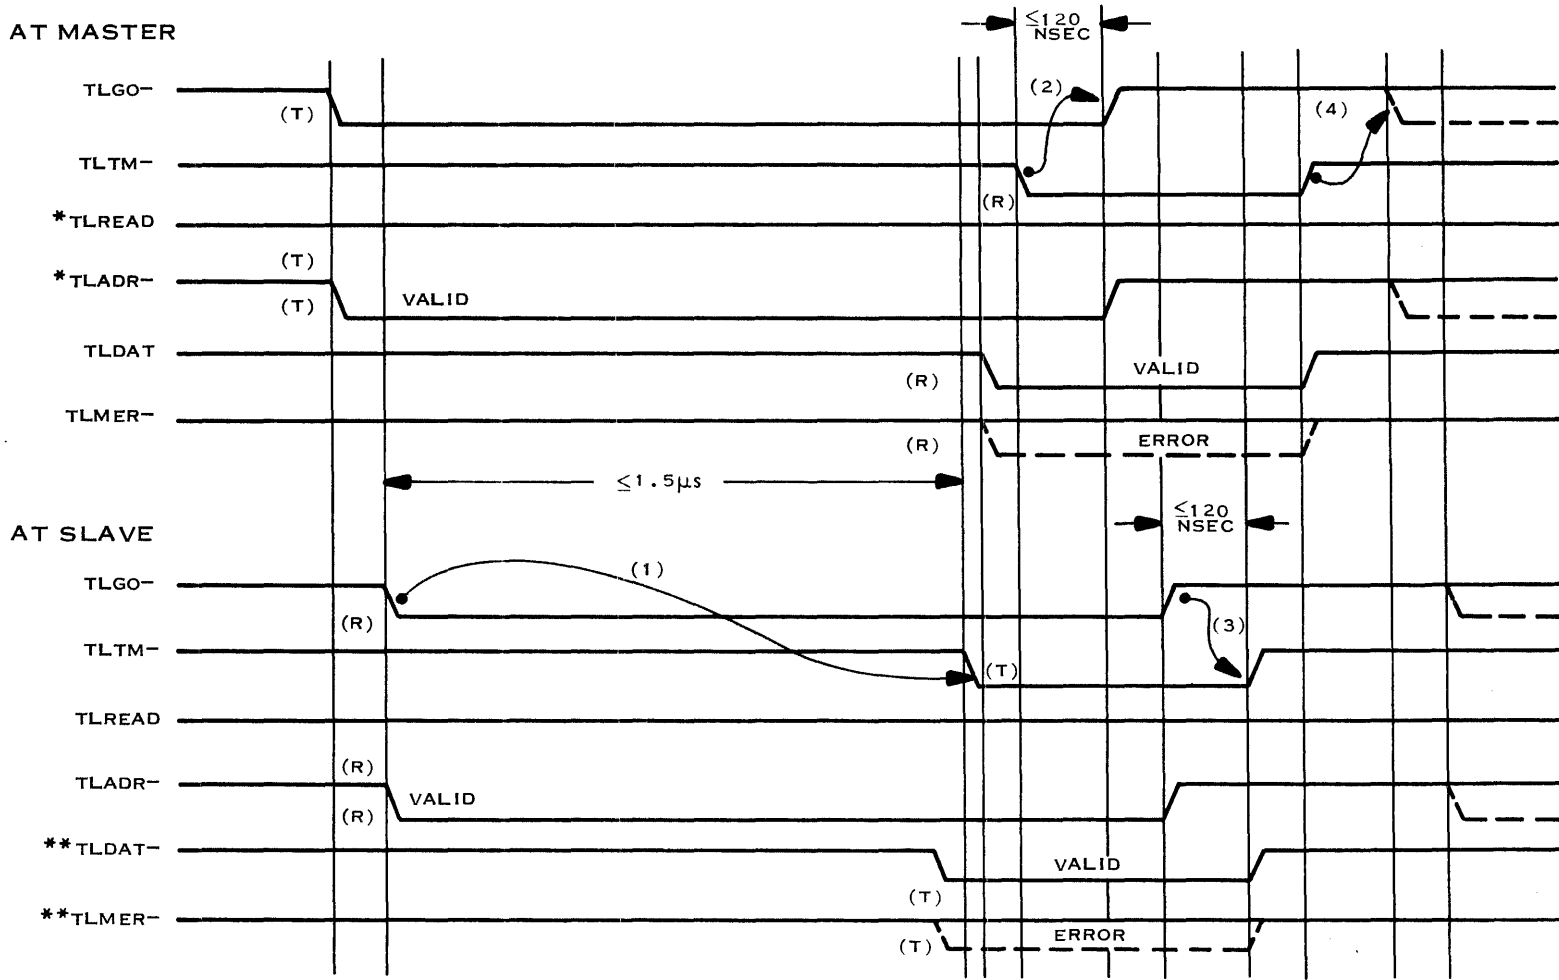 AT MASTER
≤120
NSEC
TLGO-
(T)
(2)
(4)
TLTM-
(R)
*TLREAD
(T)
*TLADR-
(T)
VALID
TLDAT
(R)
VALID
TLMER-
(R)
ERROR
≤1.5μs
≤120
NSEC
AT SLAVE
TLGO-
(1)
(R)
(3)
TLTM-
(T)
TLREAD
(R)
TLADR-
VALID
(R)
**TLDAT-
VALID
(T)
**TLMER-
(T)
ERROR